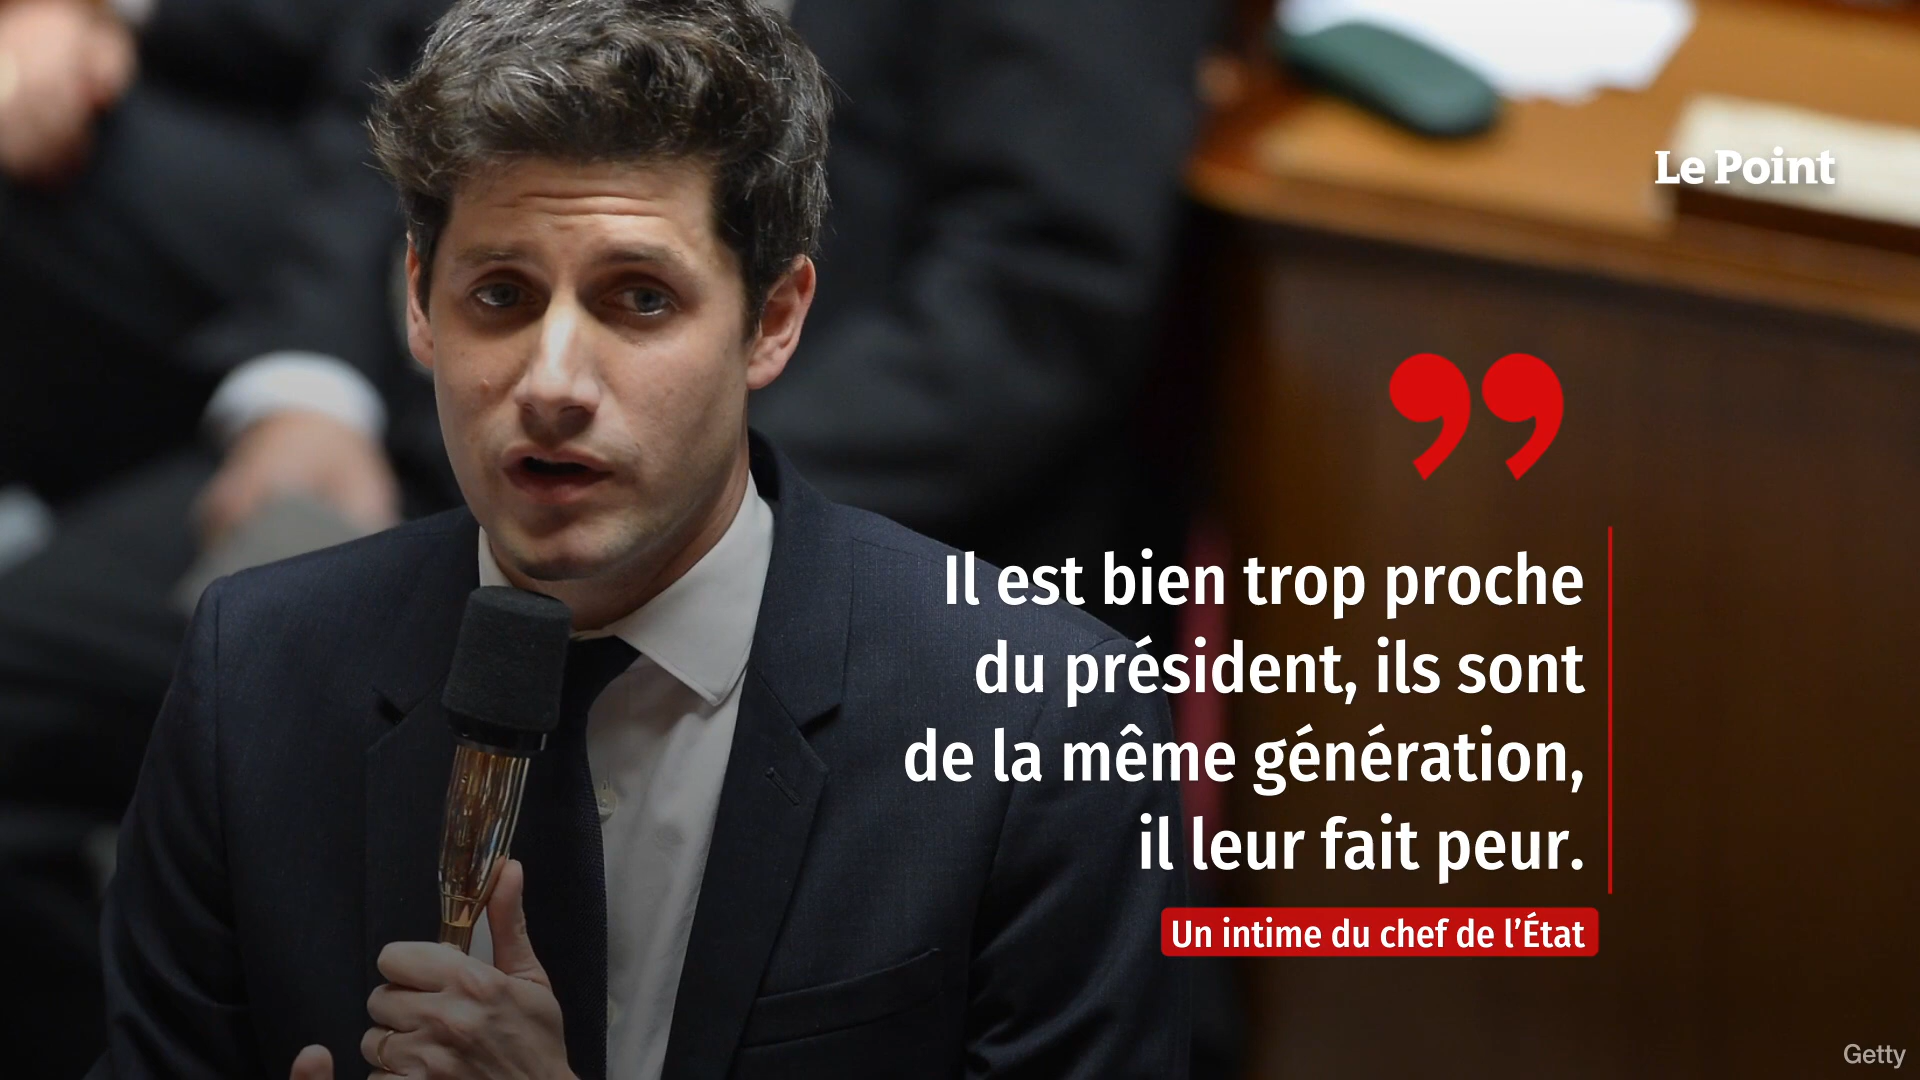 Le Point
”
Il est bien trop proche
du président, ils sont
de la même génération,
il leur fait peur.
Un intime du chef de l’État
Getty